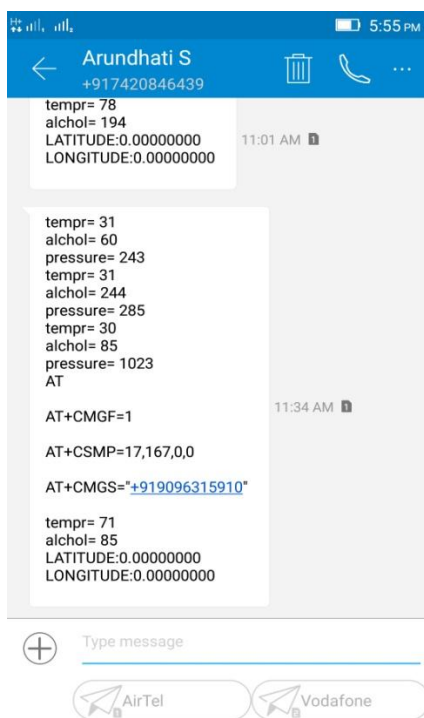 5:55 PM
Arundhati S
+917420846439
tempr= 78
alchol= 194
LATITUDE:0.00000000
LONGITUDE:0.00000000
11:01 AM 1
tempr= 31
alchol= 60
pressure= 243
tempr= 31
alchol= 244
pressure= 285
tempr= 30
alchol= 85
pressure= 1023
AT
AT+CMGF=1
AT+CSMP=17,167,0,0
AT+CMGS="+919096315910"
tempr= 71
alchol= 85
LATITUDE:0.00000000
LONGITUDE:0.00000000
11:34 AM 1
Type message
AirTel
Vodafone